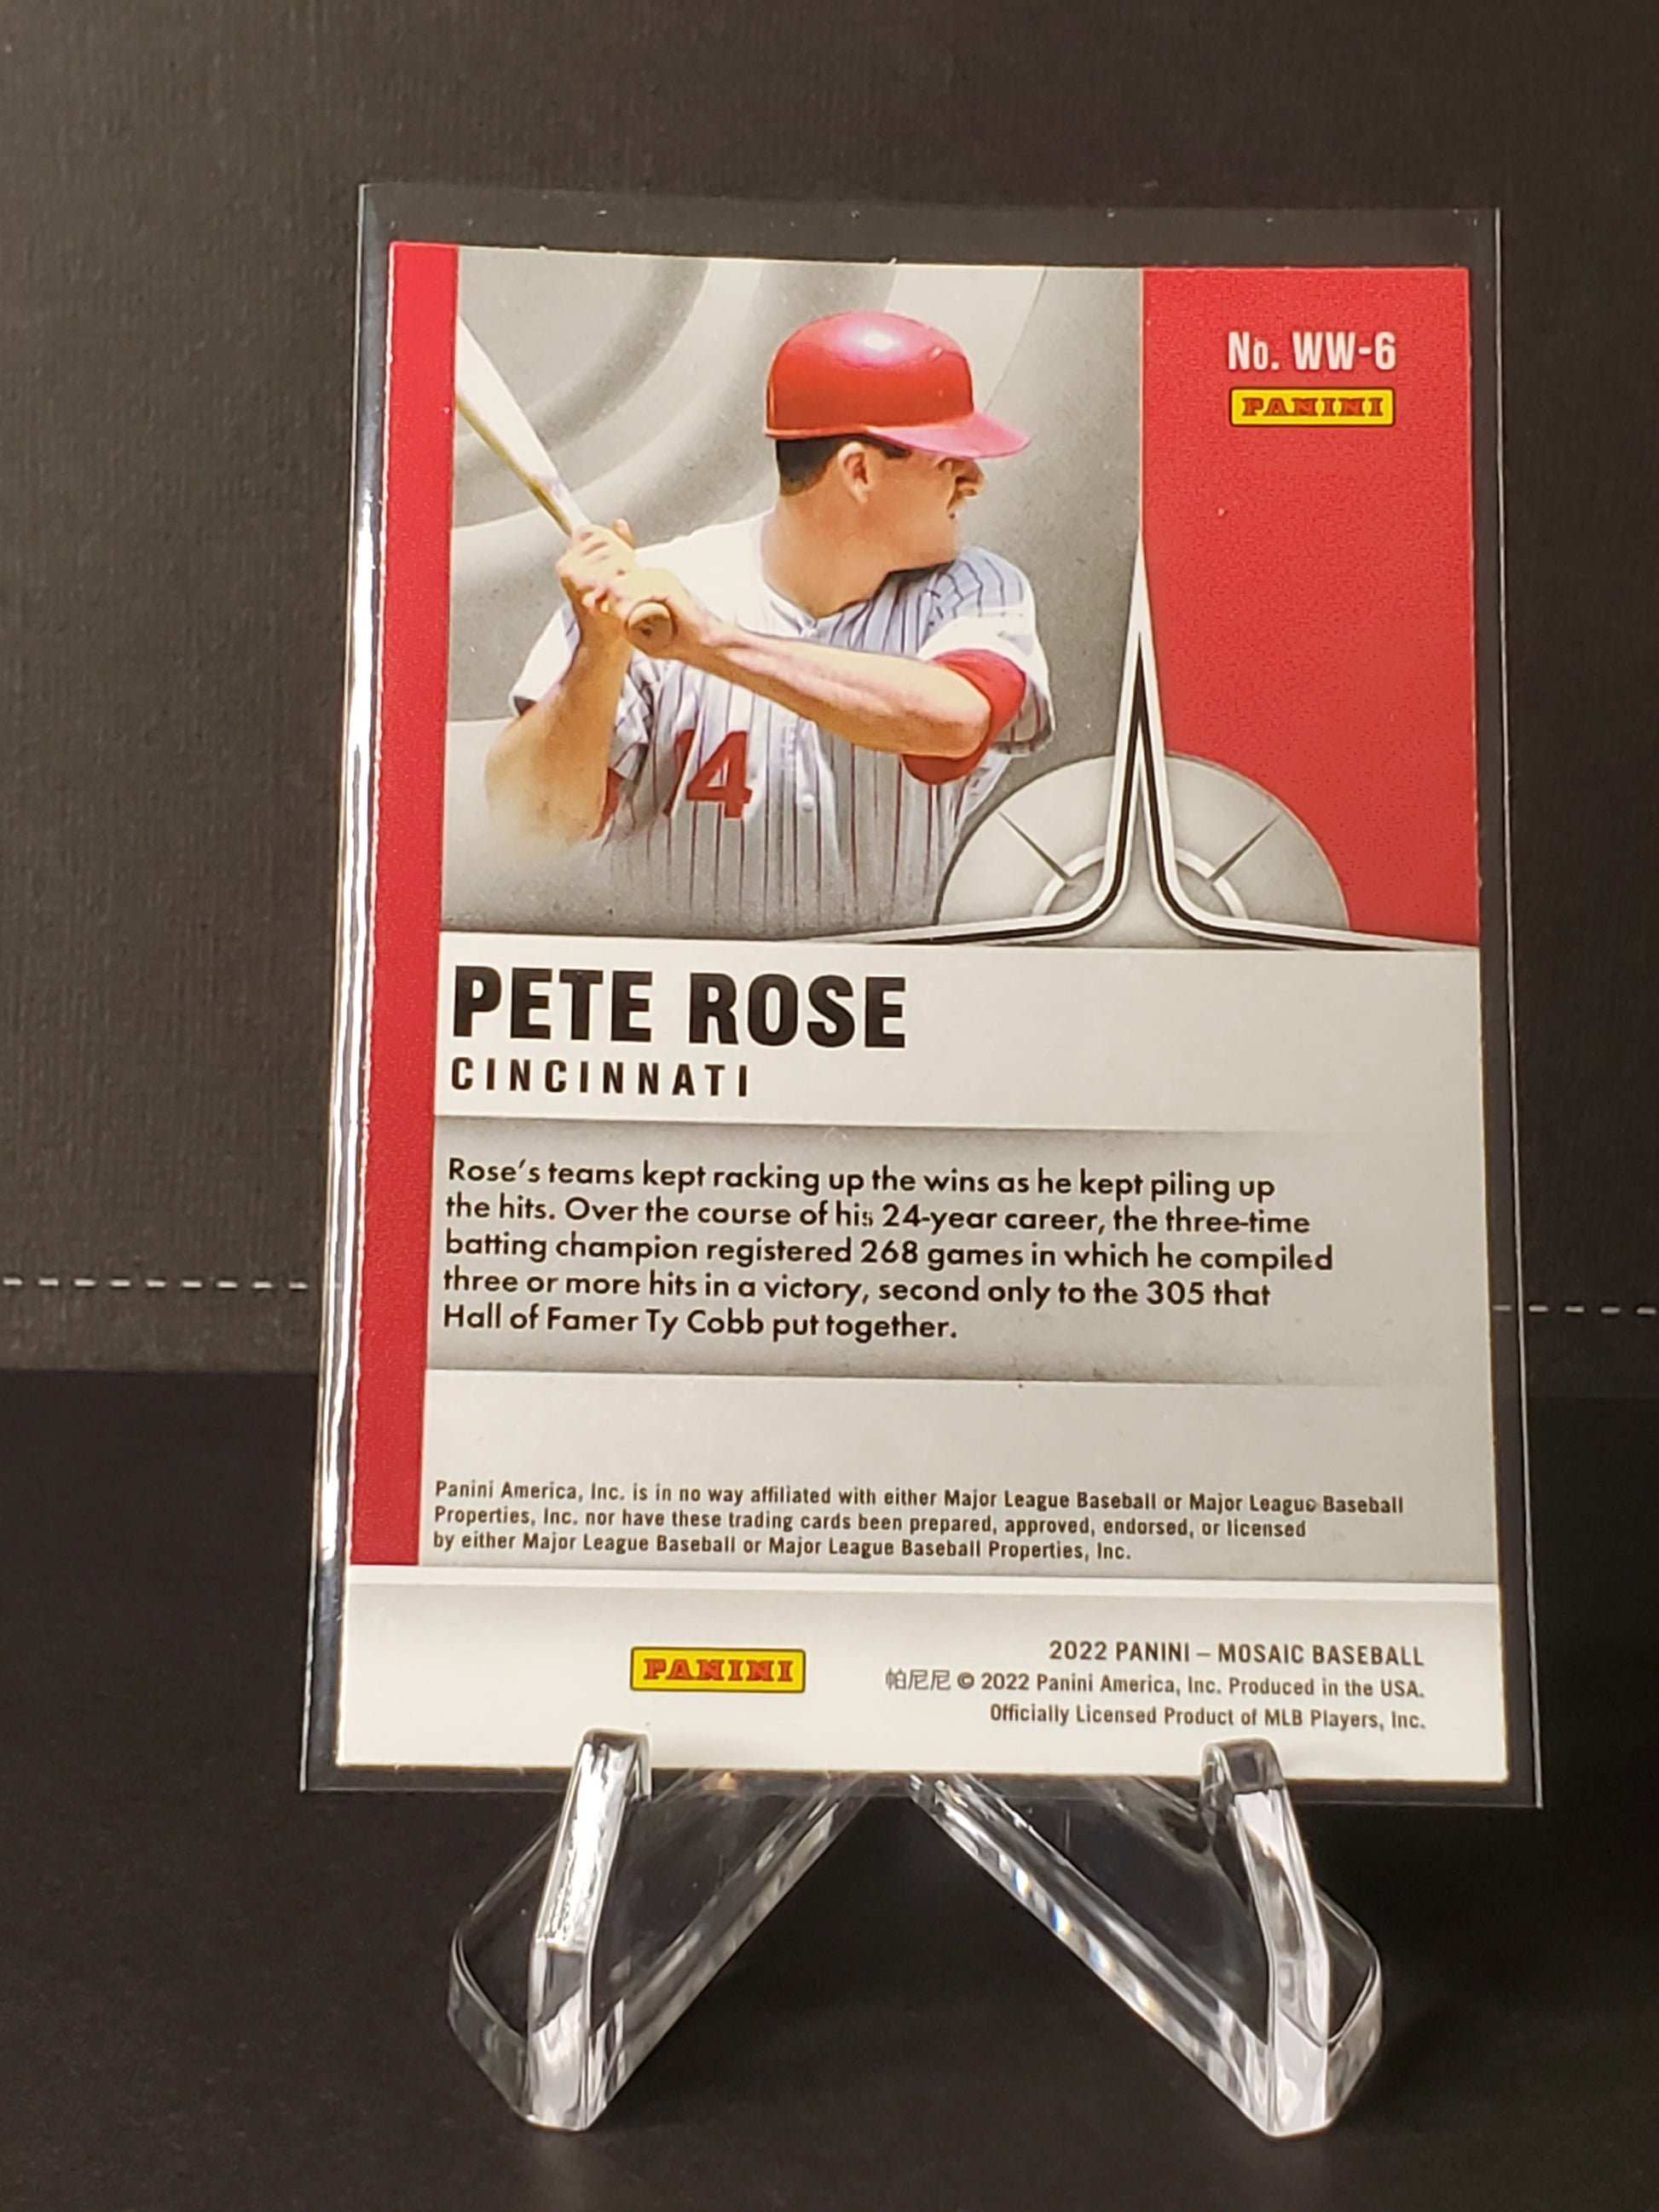 No. WW-6
PANINI
14
PETE ROSE
CINCINNATI
Rose's teams kept racking up the wins as he kept piling up
the hits. Over the course of his 24-year career, the three-time
batting champion registered 268 games in which he compiled
three or more hits in a victory, second only to the 305 that
Hall of Famer Ty Cobb put together.
Panini America, Inc. is in no way affiliated with either Major League Baseball or Major League Baseball
Properties, Inc. nor have these trading cards been prepared, approved, endorsed, or licensed
by either Major League Baseball or Major League Baseball Properties, Inc.
PANINI
2022 PANINI – MOSAIC BASEBALL
帕尼尼 © 2022 Panini America, Inc. Produced in the USA.
Officially Licensed Product of MLB Players, Inc.